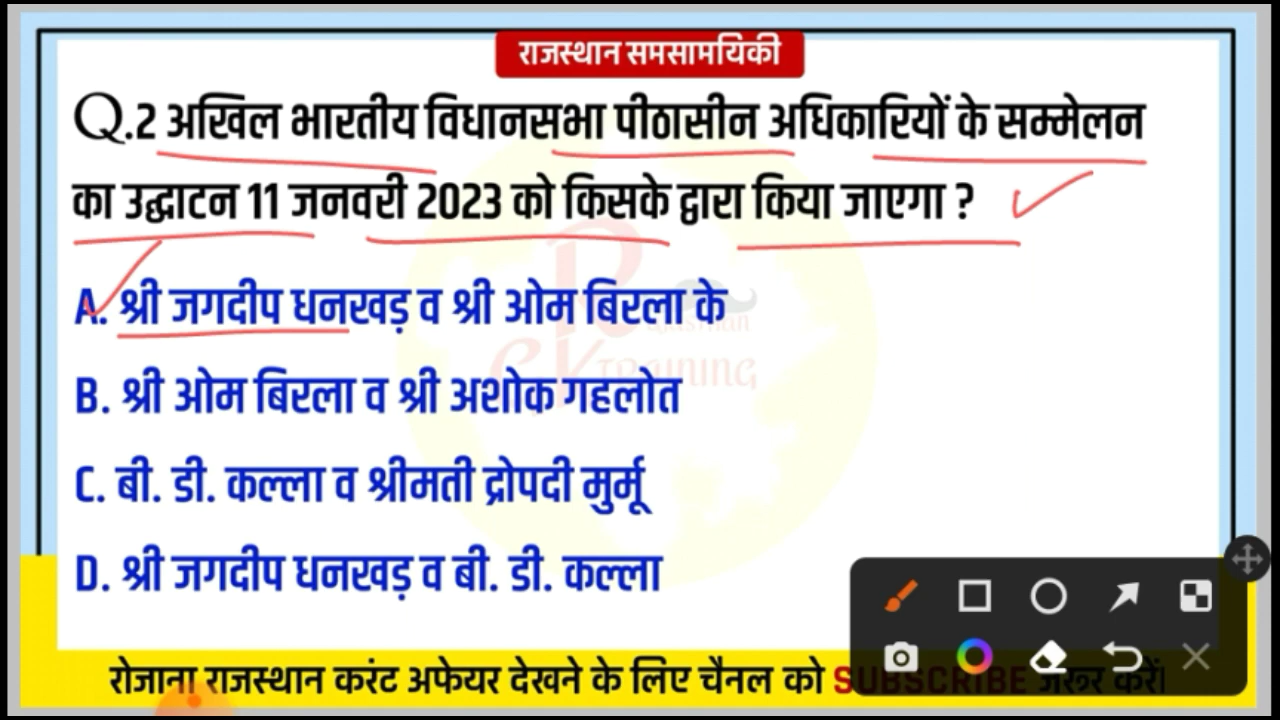 राजस्थान समसामयिकी
Q.2 अखिल भारतीय विधानसभा पीठासीन अधिकारियों के सम्मेलन
का उद्घाटन 11 जनवरी 2023 को किसके द्वारा किया जाएगा ?
A. श्री जगदीप धनखड़ व श्री ओम बिरला के
B. श्री ओम बिरला व श्री अशोक गहलोत
C. बी. डी. कल्ला व श्रीमती द्रोपदी मुर्मू
D. श्री जगदीप धनखड़ व बी. डी. कल्ला
रोजाना राजस्थान करंट अफेयर देखने के लिए चैनल को SUBSCRIBE जरूर करें।